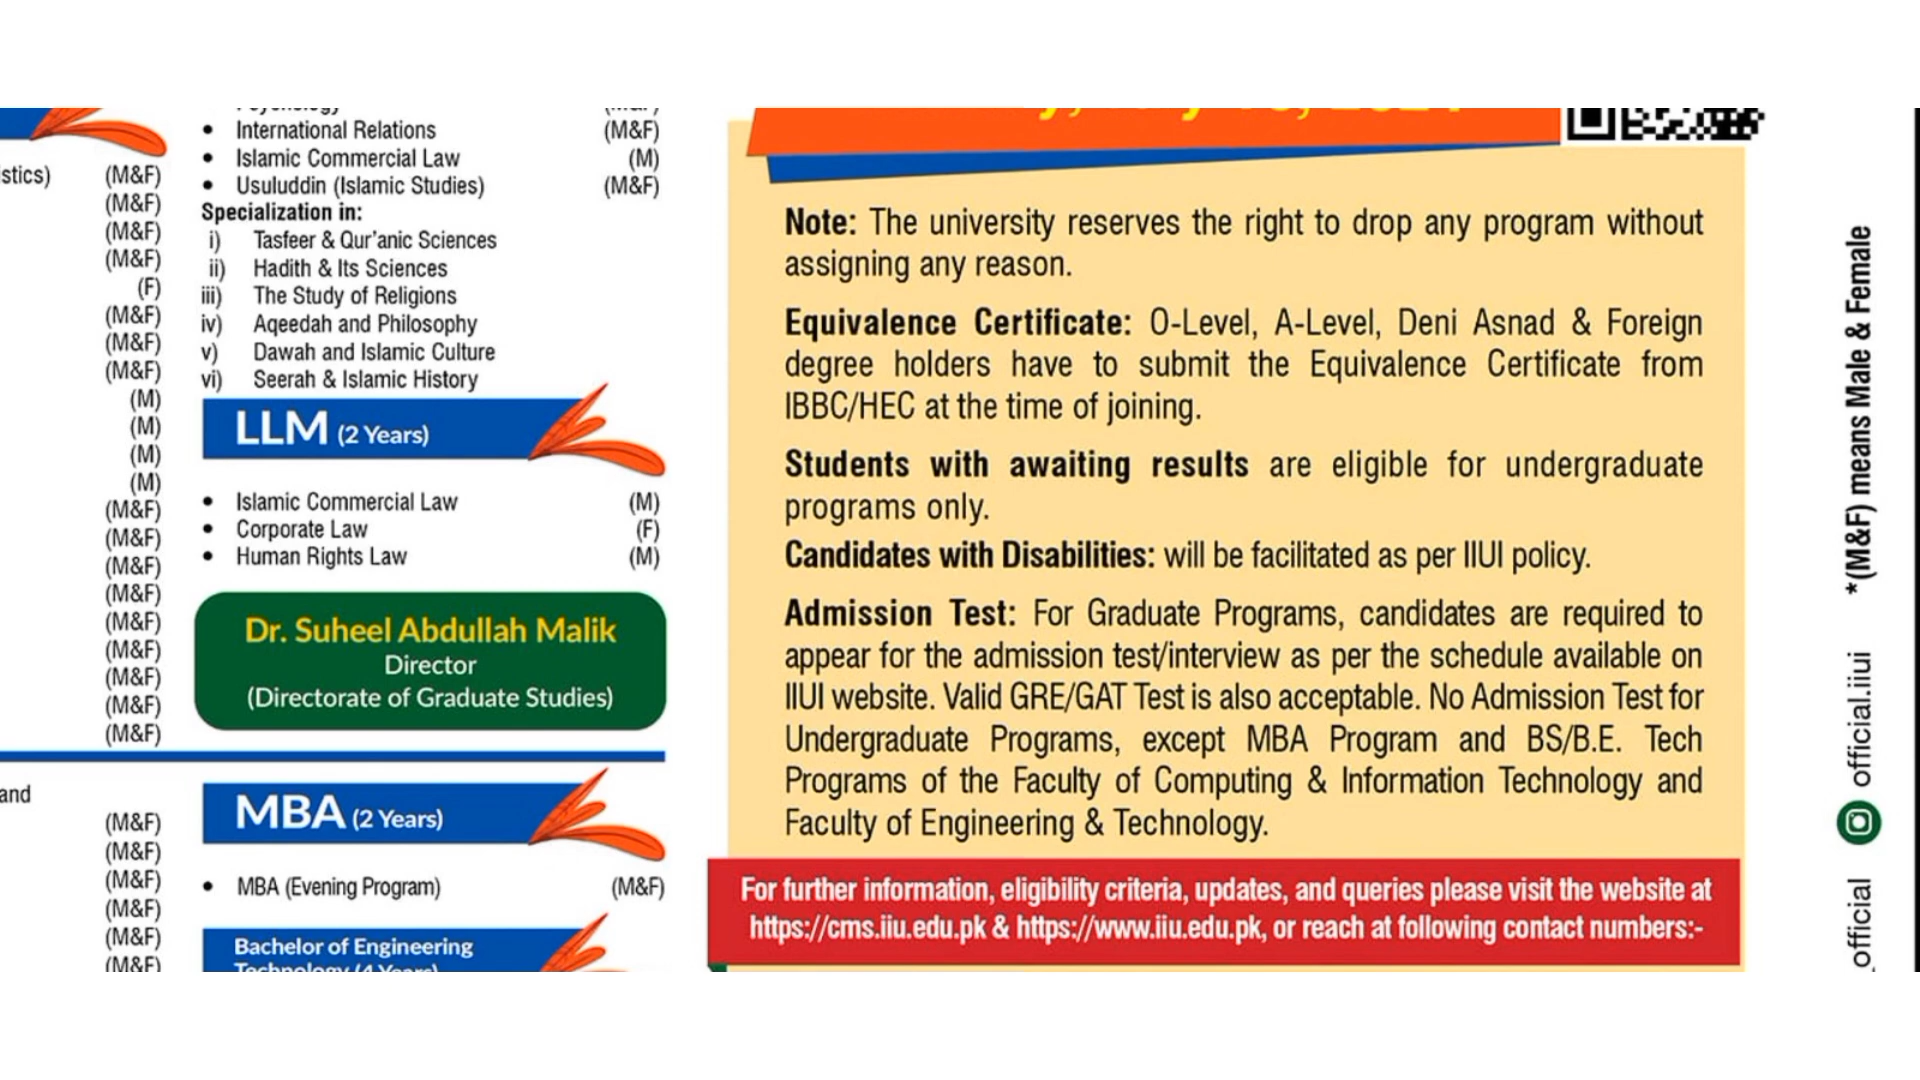 istics)
(M&F)
(M&F)
(M&F)
(M&F)
(F)
(M&F)
(M&F)
(M&F)
(M)
(M)
(M)
(M)
(M&F)
(M&F)
(M&F)
(M&F)
(M&F)
(M&F)
(M&F)
(M&F)
(M&F)
and
(M&F)
(M&F)
(M&F)
(M&F)
(M&F)
(M&F)
• International Relations (M&F)
• Islamic Commercial Law (M)
• Usuluddin (Islamic Studies) (M&F)
Specialization in:
i) Tasfeer & Qur’anic Sciences
ii) Hadith & Its Sciences
iii) The Study of Religions
iv) Aqeedah and Philosophy
v) Dawah and Islamic Culture
vi) Seerah & Islamic History
LLM (2 Years)
• Islamic Commercial Law (M)
• Corporate Law (F)
• Human Rights Law (M)
Dr. Suheel Abdullah Malik
Director
(Directorate of Graduate Studies)
MBA (2 Years)
• MBA (Evening Program) (M&F)
Bachelor of Engineering
Technology (4 Years)
Note: The university reserves the right to drop any program without
assigning any reason.
Equivalence Certificate: O-Level, A-Level, Deni Asnad & Foreign
degree holders have to submit the Equivalence Certificate from
IBBC/HEC at the time of joining.
Students with awaiting results are eligible for undergraduate
programs only.
Candidates with Disabilities: will be facilitated as per IIUI policy.
Admission Test: For Graduate Programs, candidates are required to
appear for the admission test/interview as per the schedule available on
IIUI website. Valid GRE/GAT Test is also acceptable. No Admission Test for
Undergraduate Programs, except MBA Program and BS/B.E. Tech
Programs of the Faculty of Computing & Information Technology and
Faculty of Engineering & Technology.
For further information, eligibility criteria, updates, and queries please visit the website at
https://cms.iiu.edu.pk & https://www.iiu.edu.pk, or reach at following contact numbers:-
*(M&F) means Male & Female
official.iiui
_official